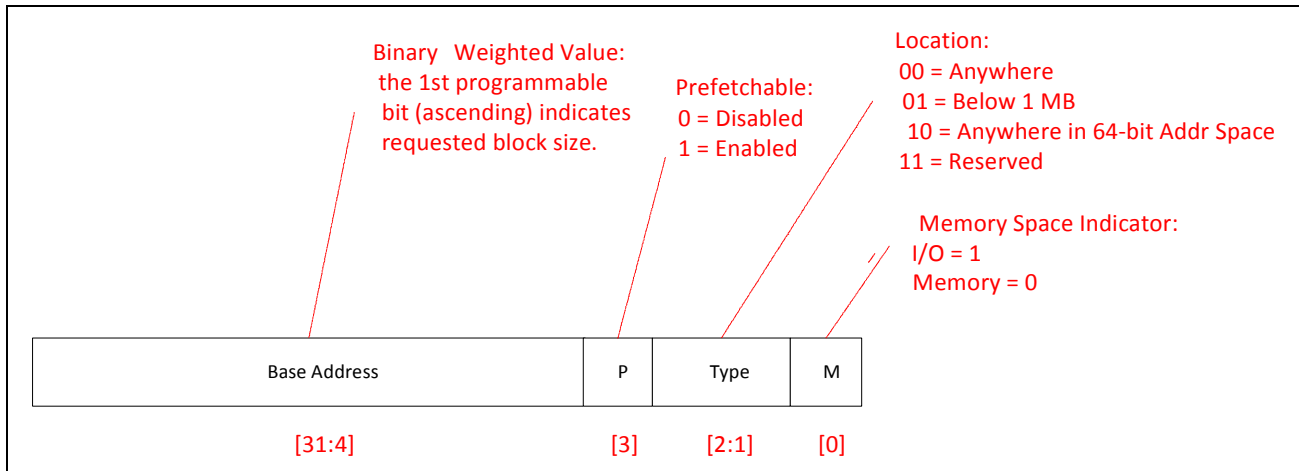 Binary Weighted Value:
the 1st programmable
bit (ascending) indicates
requested block size.
Prefetchable:
0 = Disabled
1 = Enabled
Location:
00 = Anywhere
01 = Below 1 MB
10 = Anywhere in 64-bit Addr Space
11 = Reserved
Memory Space Indicator:
I/O = 1
Memory = 0
Base Address
P
Type
M
[31:4]
[3]
[2:1]
[0]